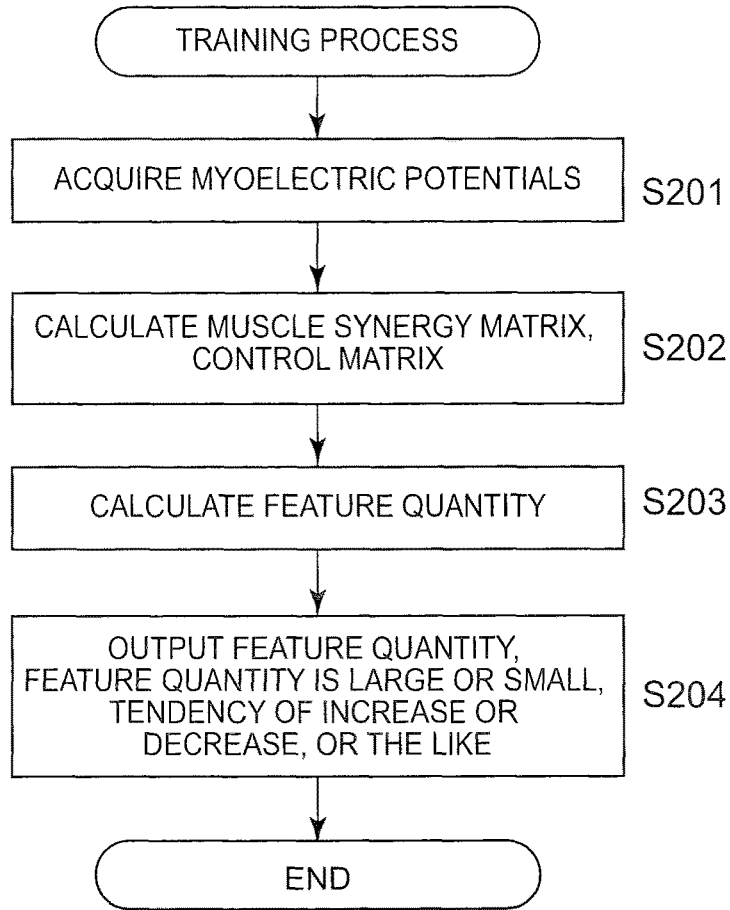 TRAINING PROCESS
ACQUIRE MYOELECTRIC POTENTIALS
S201
CALCULATE MUSCLE SYNERGY MATRIX,
CONTROL MATRIX
S202
CALCULATE FEATURE QUANTITY
S203
OUTPUT FEATURE QUANTITY,
FEATURE QUANTITY IS LARGE OR SMALL,
TENDENCY OF INCREASE OR
DECREASE, OR THE LIKE
S204
END